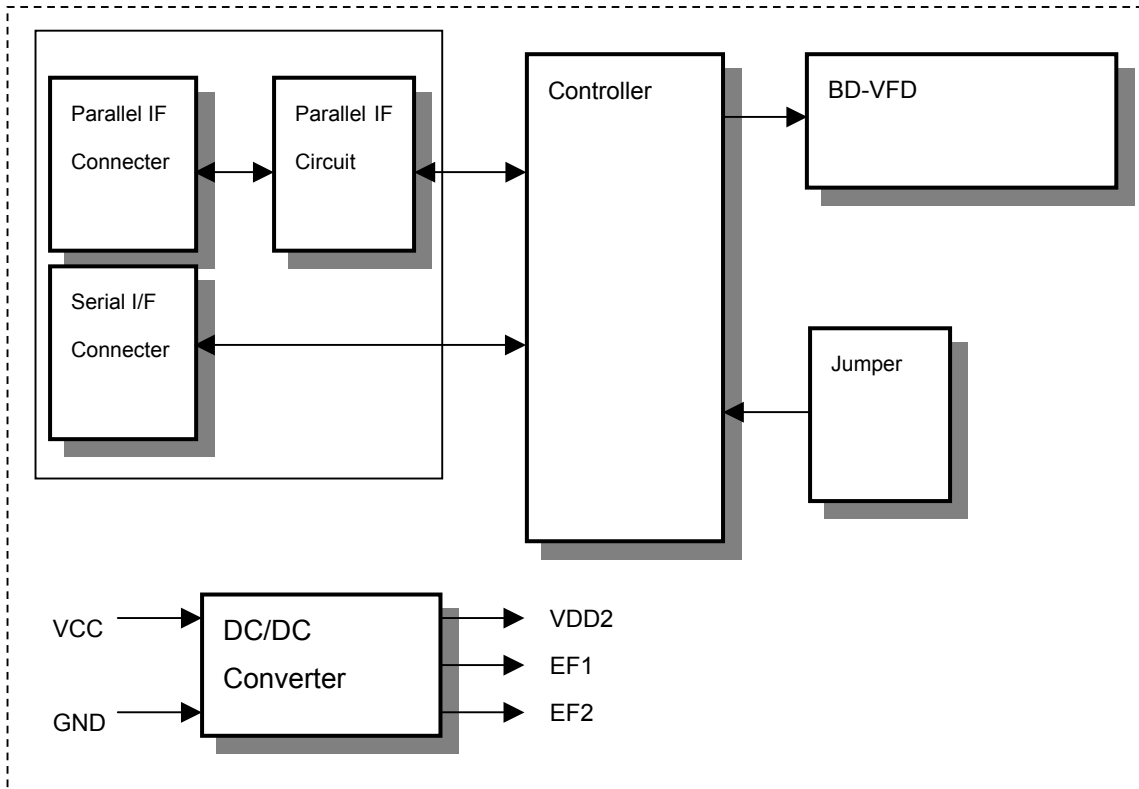 Parallel IF
Connecter
Parallel IF
Circuit
Serial I/F
Connecter
Controller
BD-VFD
Jumper
VCC
GND
DC/DC
Converter
VDD2
EF1
EF2